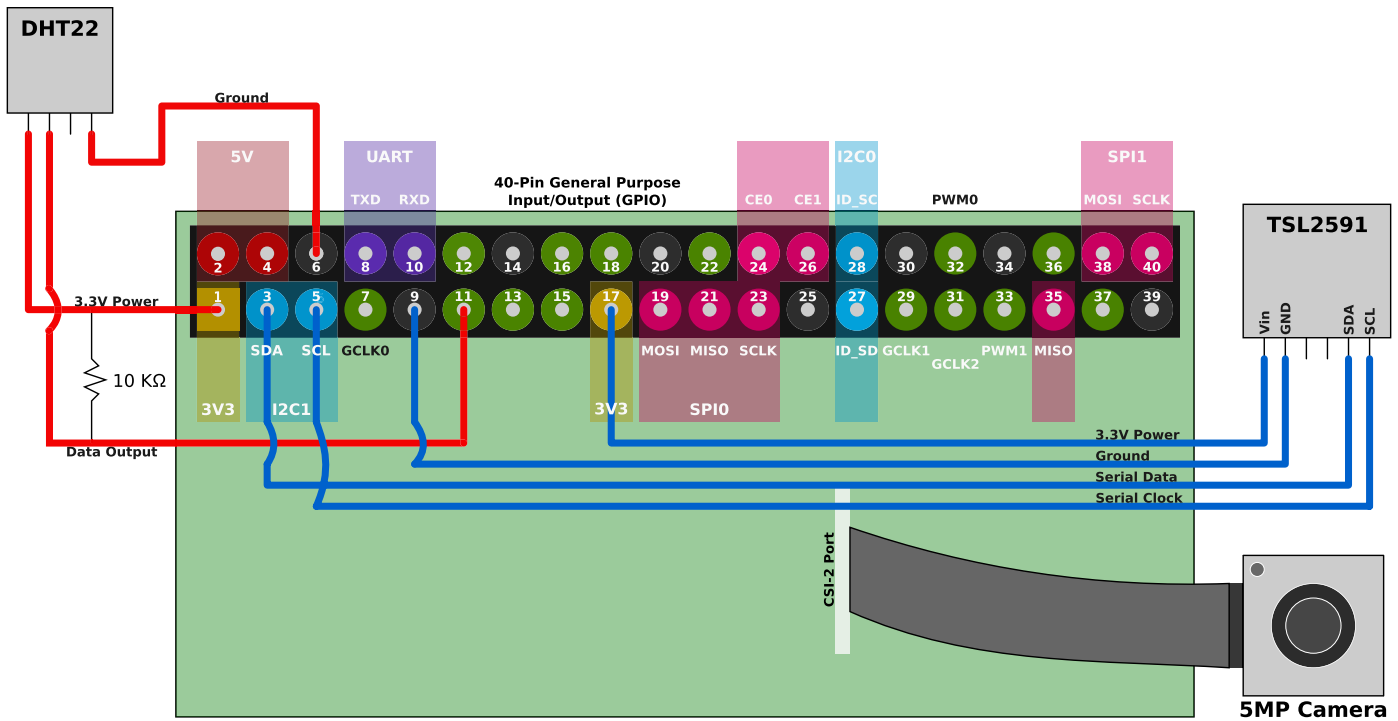 DHT22
Ground
5V
UART
I2C0
SPI1
40-Pin General Purpose
Input/Output (GPIO)
TXD RXD
CE0 CE1
ID_SC
PWM0
MOSI SCLK
TSL2591
2 4 6 8 10 12 14 16 18 20 22 24 26 28 30 32 34 36 38 40
3.3V Power
1 3 5 7 9 11 13 15 17 19 21 23 25 27 29 31 33 35 37 39
Vin GND SDA SCL
SDA SCL GCLK0 MOSI MISO SCLK ID_SD GCLK1 PWM1 MISO
GCLK2
10 KΩ
3V3 I2C1 3V3 SPI0
3.3V Power
Data Output
Ground
Serial Data
Serial Clock
CSI-2 Port
5MP Camera